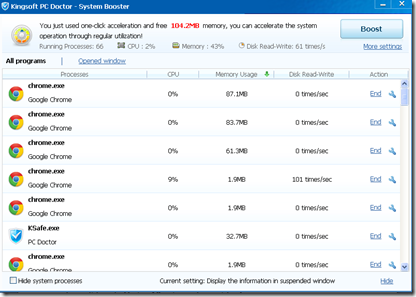 Kingsoft PC Doctor - System Booster
You just used one-click acceleration and free 104.2MB memory, you can accelerate the system
operation through regular utilization!
Boost
Running Processes: 66 CPU : 2% Memory : 43% Disk Read-Write: 61 times/s More settings
All programs | Opened window
Processes CPU Memory Usage Disk Read-Write Action
chrome.exe
Google Chrome 0% 87.1MB 0 times/sec End
chrome.exe
Google Chrome 0% 83.7MB 0 times/sec End
chrome.exe
Google Chrome 0% 61.3MB 0 times/sec End
chrome.exe
Google Chrome 9% 1.9MB 101 times/sec End
chrome.exe
Google Chrome 0% 1.9MB 0 times/sec End
KSafe.exe
PC Doctor 0% 32.7MB 0 times/sec End
chrome.exe
Google Chrome 0% 1.9MB 0 times/sec End
Hide system processes Current setting: Display the information in suspended window Hide